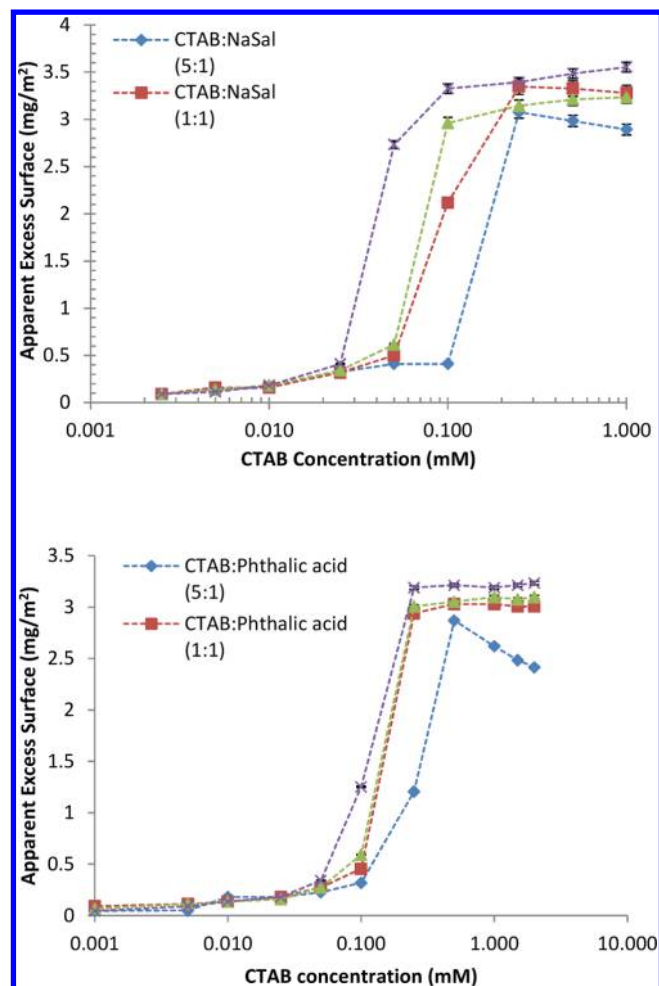 4
CTAB:NaSal
(5:1)
3.5
CTAB:NaSal
3
(1:1)
2.5
2
1.5
1
0.5
0
Apparent Excess Surface (mg/m²)
0.001 0.010 0.100 1.000
CTAB Concentration (mM)
3.5
CTAB:Phthalic acid
(5:1)
3
CTAB:Phthalic acid
(1:1)
2.5
2
1.5
1
0.5
0
Apparent Excess Surface (mg/m²)
0.001 0.010 0.100 1.000 10.000
CTAB concentration (mM)